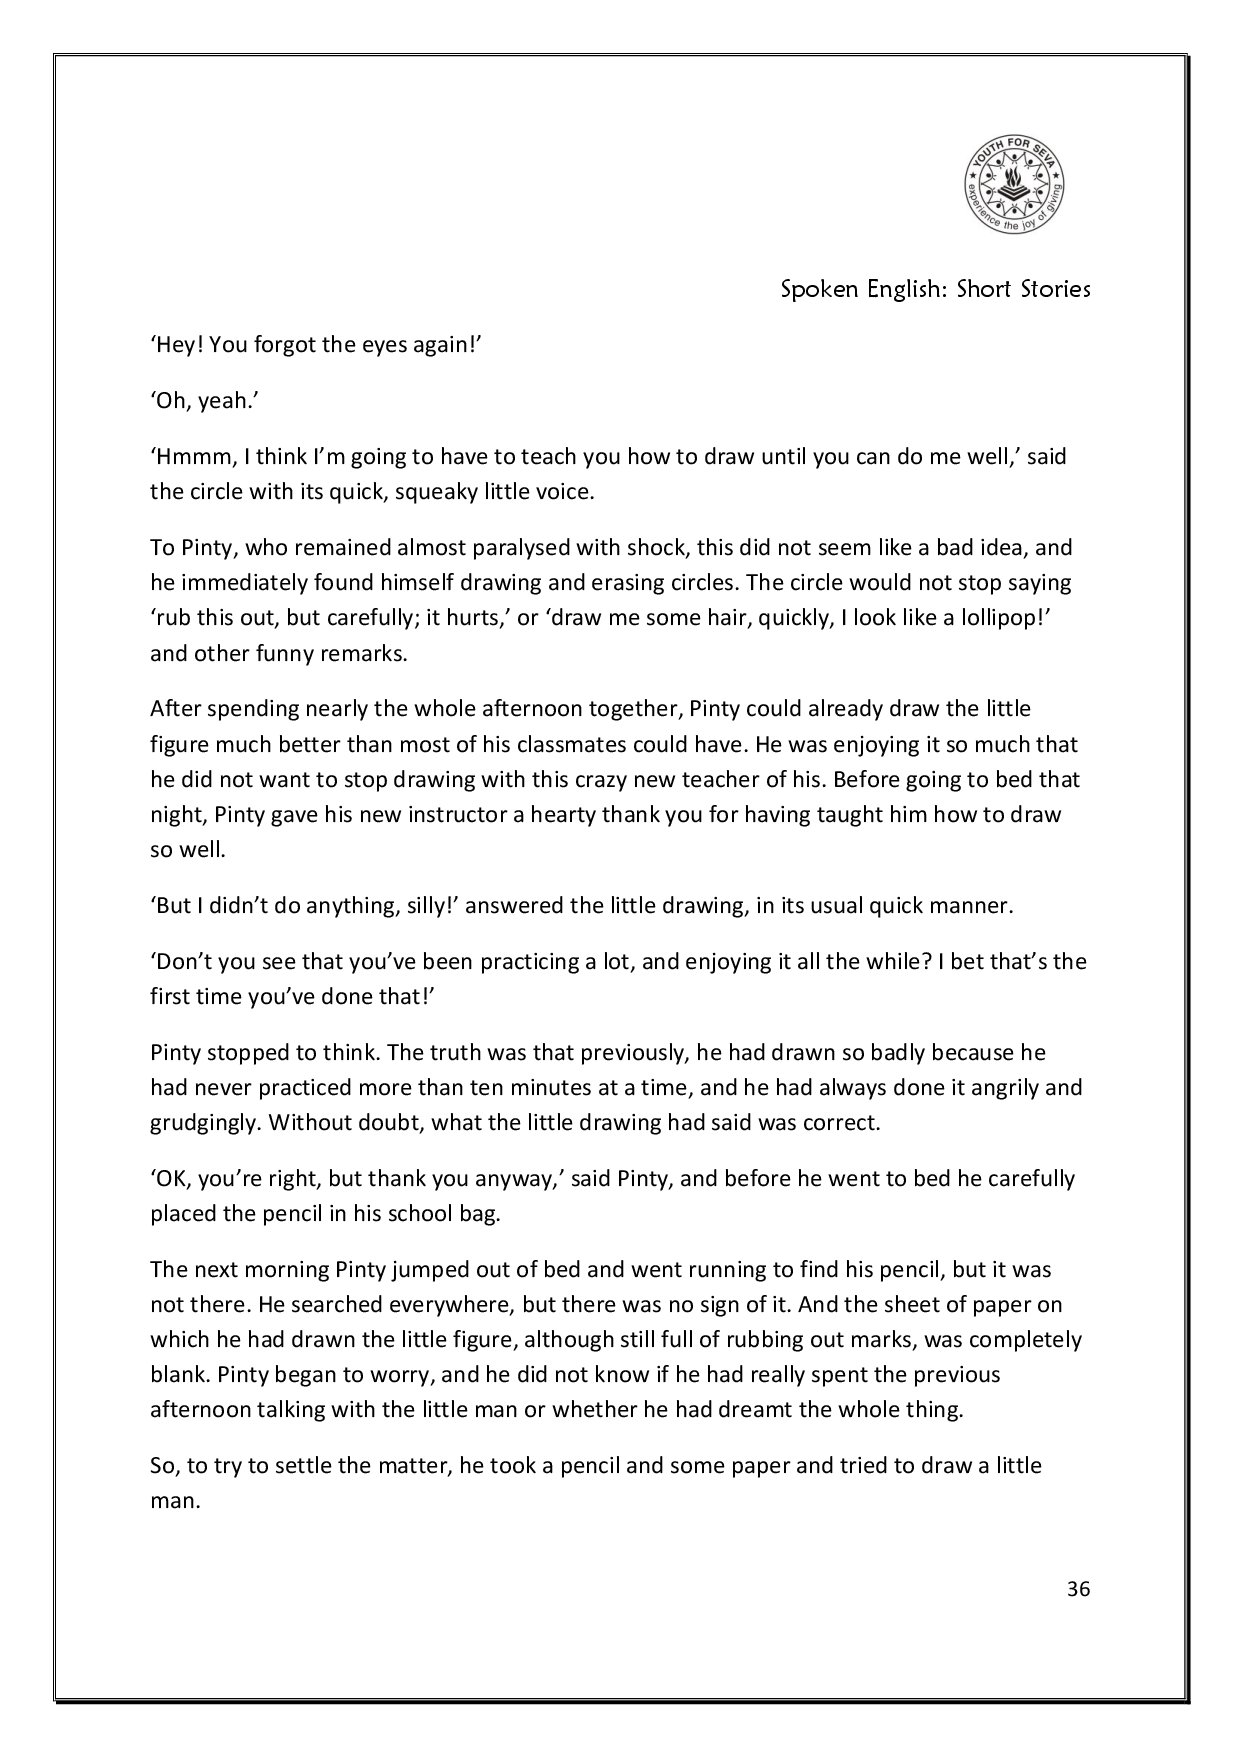 YOUTH FOR SEVA
experience the joy of giving
Spoken English: Short Stories
‘Hey! You forgot the eyes again!’
‘Oh, yeah.’
‘Hmmm, I think I’m going to have to teach you how to draw until you can do me well,’ said
the circle with its quick, squeaky little voice.
To Pinty, who remained almost paralysed with shock, this did not seem like a bad idea, and
he immediately found himself drawing and erasing circles. The circle would not stop saying
‘rub this out, but carefully; it hurts,’ or ‘draw me some hair, quickly, I look like a lollipop!’
and other funny remarks.
After spending nearly the whole afternoon together, Pinty could already draw the little
figure much better than most of his classmates could have. He was enjoying it so much that
he did not want to stop drawing with this crazy new teacher of his. Before going to bed that
night, Pinty gave his new instructor a hearty thank you for having taught him how to draw
so well.
‘But I didn’t do anything, silly!’ answered the little drawing, in its usual quick manner.
‘Don’t you see that you’ve been practicing a lot, and enjoying it all the while? I bet that’s the
first time you’ve done that!’
Pinty stopped to think. The truth was that previously, he had drawn so badly because he
had never practiced more than ten minutes at a time, and he had always done it angrily and
grudgingly. Without doubt, what the little drawing had said was correct.
‘OK, you’re right, but thank you anyway,’ said Pinty, and before he went to bed he carefully
placed the pencil in his school bag.
The next morning Pinty jumped out of bed and went running to find his pencil, but it was
not there. He searched everywhere, but there was no sign of it. And the sheet of paper on
which he had drawn the little figure, although still full of rubbing out marks, was completely
blank. Pinty began to worry, and he did not know if he had really spent the previous
afternoon talking with the little man or whether he had dreamt the whole thing.
So, to try to settle the matter, he took a pencil and some paper and tried to draw a little
man.
36